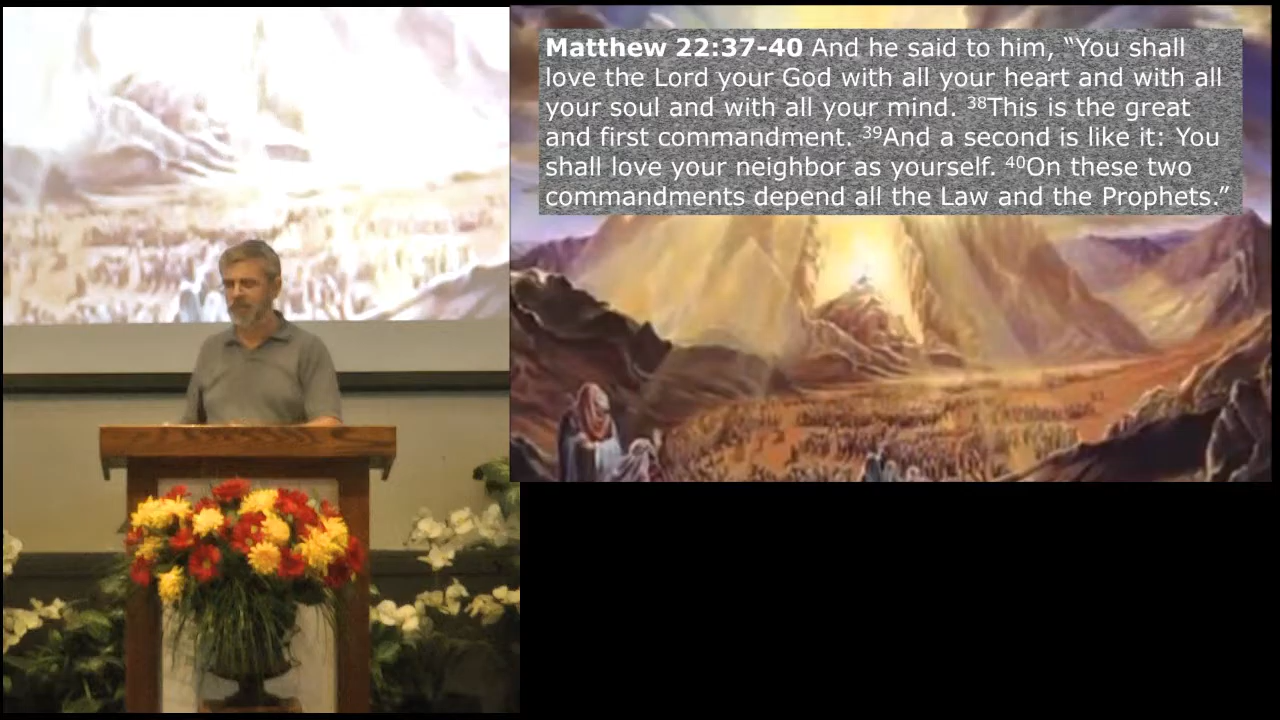 Matthew 22:37-40 And he said to him, “You shall
love the Lord your God with all your heart and with all
your soul and with all your mind. ³⁸This is the great
and first commandment. ³⁹And a second is like it: You
shall love your neighbor as yourself. ⁴⁰On these two
commandments depend all the Law and the Prophets.”